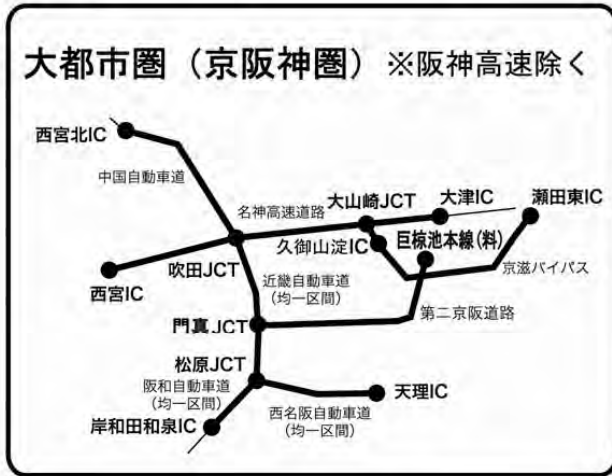 大都市圏（京阪神圏）※阪神高速除く
西宮北IC
中国自動車道
名神高速道路
大山崎JCT
大津IC
瀬田東IC
久御山淀IC
巨椋池本線(料)
吹田JCT
西宮IC
近畿自動車道
（均一区間）
京滋バイパス
門真JCT
第二京阪道路
松原JCT
阪和自動車道
（均一区間）
西名阪自動車道
（均一区間）
天理IC
岸和田和泉IC